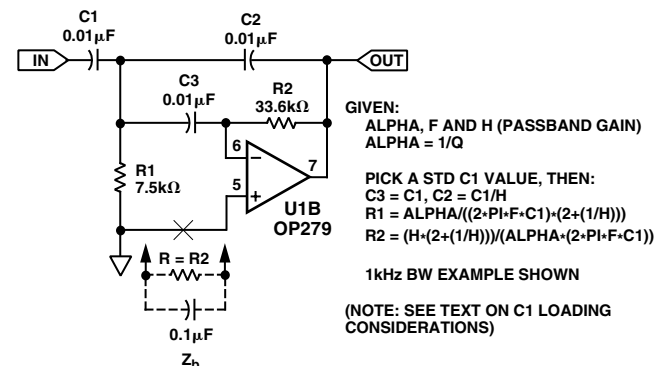 C1
0.01μF
C2
0.01μF
IN
OUT
C3
0.01μF
R2
33.6kΩ
R1
7.5kΩ
6
5
7
U1B
OP279
R = R2
0.1μF
Zb
GIVEN:
ALPHA, F AND H (PASSBAND GAIN)
ALPHA = 1/Q
PICK A STD C1 VALUE, THEN:
C3 = C1, C2 = C1/H
R1 = ALPHA/((2*PI*F*C1)*(2+(1/H)))
R2 = (H*(2+(1/H)))/(ALPHA*(2*PI*F*C1))
1kHz BW EXAMPLE SHOWN
(NOTE: SEE TEXT ON C1 LOADING
CONSIDERATIONS)